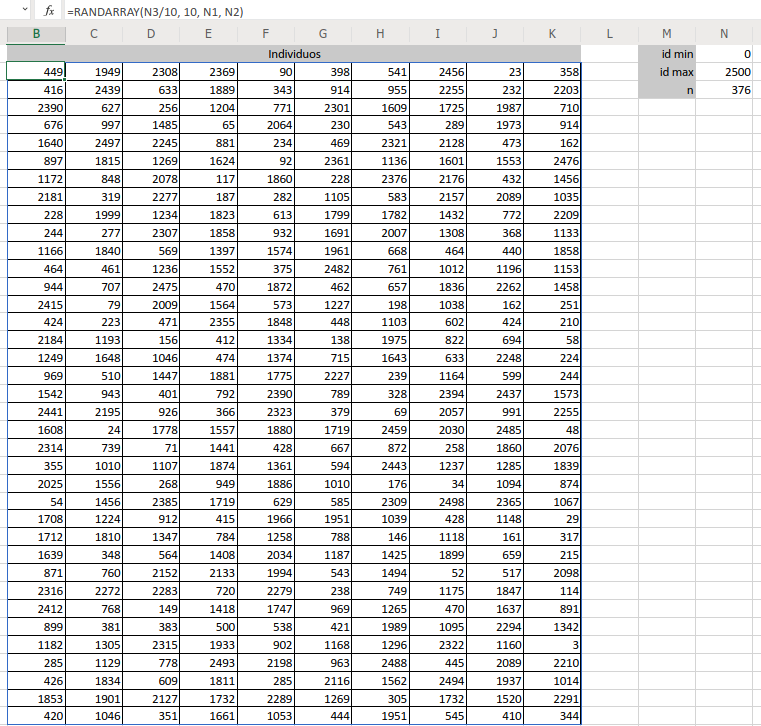 fx =RANDARRAY(N3/10, 10, N1, N2)
B C D E F G H I J K L M N
Individuos id min 0
449 1949 2308 2369 90 398 541 2456 23 358 id max 2500
416 2439 633 1889 343 914 955 2255 232 2203 n 376
2390 627 256 1204 771 2301 1609 1725 1987 710
676 997 1485 65 2064 230 543 289 1973 914
1640 2497 2245 881 234 469 2321 2128 473 162
897 1815 1269 1624 92 2361 1136 1601 1553 2476
1172 848 2078 117 1860 228 2376 2176 432 1456
2181 319 2277 187 282 1105 583 2157 2089 1035
228 1999 1234 1823 613 1799 1782 1432 772 2209
244 277 2307 1858 932 1691 2007 1308 368 1133
1166 1840 569 1397 1574 1961 668 464 440 1858
464 461 1236 1552 375 2482 761 1012 1196 1153
944 707 2475 470 1872 462 657 1836 2262 1458
2415 79 2009 1564 573 1227 198 1038 162 251
424 223 471 2355 1848 448 1103 602 424 210
2184 1193 156 412 1334 138 1975 822 694 58
1249 1648 1046 474 1374 715 1643 633 2248 224
969 510 1447 1881 1775 2227 239 1164 599 244
1542 943 401 792 2390 789 328 2394 2437 1573
2441 2195 926 366 2323 379 69 2057 991 2255
1608 24 1778 1557 1880 1719 2459 2030 2485 48
2314 739 71 1441 428 667 872 258 1860 2076
355 1010 1107 1874 1361 594 2443 1237 1285 1839
2025 1556 268 949 1886 1010 176 34 1094 874
54 1456 2385 1719 629 585 2309 2498 2365 1067
1708 1224 912 415 1966 1951 1039 428 1148 29
1712 1810 1347 784 1258 788 146 1118 161 317
1639 348 564 1408 2034 1187 1425 1899 659 215
871 760 2152 2133 1994 543 1494 52 517 2098
2316 2272 2283 720 2279 238 749 1175 1847 114
2412 768 149 1418 1747 969 1265 470 1637 891
899 381 383 500 538 421 1989 1095 2294 1342
1182 1305 2315 1933 902 1168 1296 2322 1160 3
285 1129 778 2493 2198 963 2488 445 2089 2210
426 1834 609 1811 285 2116 1562 2494 1937 1014
1853 1901 2127 1732 2289 1269 305 1732 1520 2291
420 1046 351 1661 1053 444 1951 545 410 344